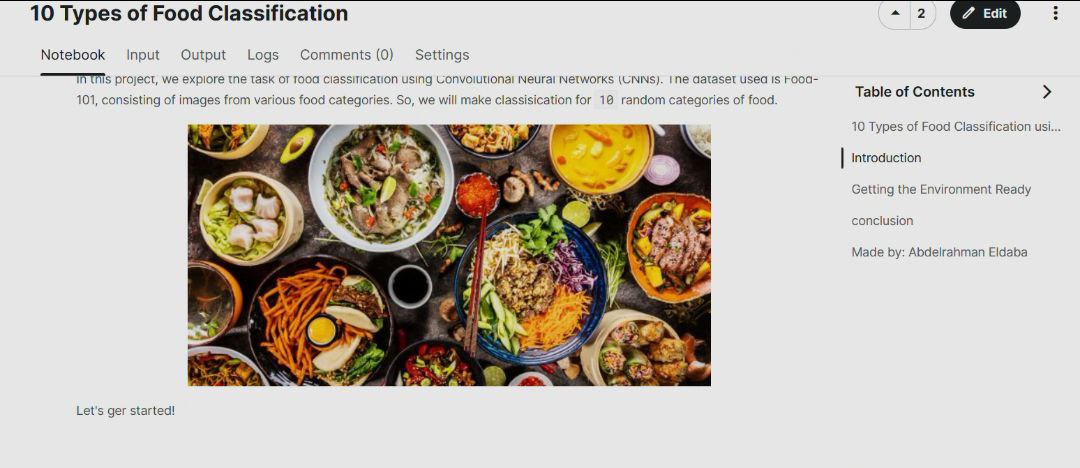 10 Types of Food Classification
2
Edit
Notebook Input Output Logs Comments (0) Settings
In this project, we explore the task of food classification using Convolutional Neural Networks (CNNs). The dataset used is Food-
101, consisting of images from various food categories. So, we will make classisication for 10 random categories of food.
Let's ger started!
Table of Contents
10 Types of Food Classification usi...
Introduction
Getting the Environment Ready
conclusion
Made by: Abdelrahman Eldaba